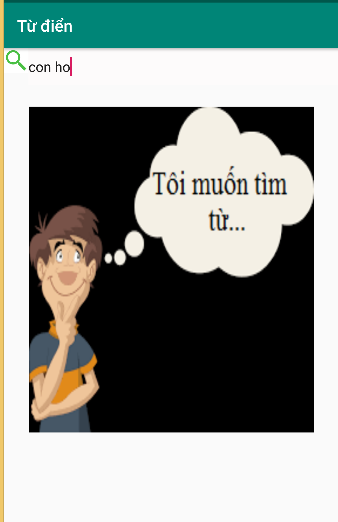 Từ điển
con ho
Tôi muốn tìm
từ...